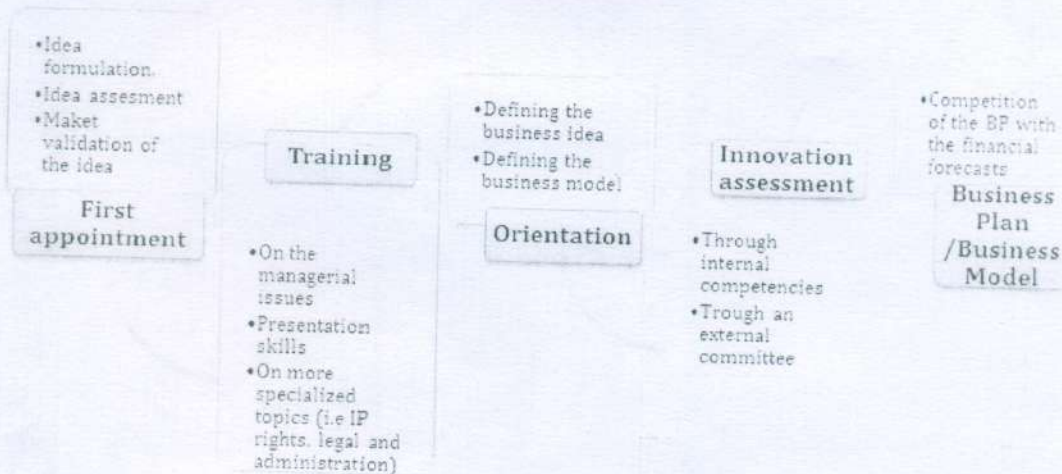 •Idea
formulation.
•Idea assesment
•Maket
validation of
the idea
First
appointment
Training
•On the
managerial
issues
•Presentation
skills
•On more
specialized
topics (i.e IP
rights. legal and
administration)
•Defining the
business idea
•Defining the
business model
Orientation
Innovation
assessment
•Through
internal
competencies
•Trough an
external
committee
•Competition
of the BP with
the financial
forecasts
Business
Plan
/Business
Model